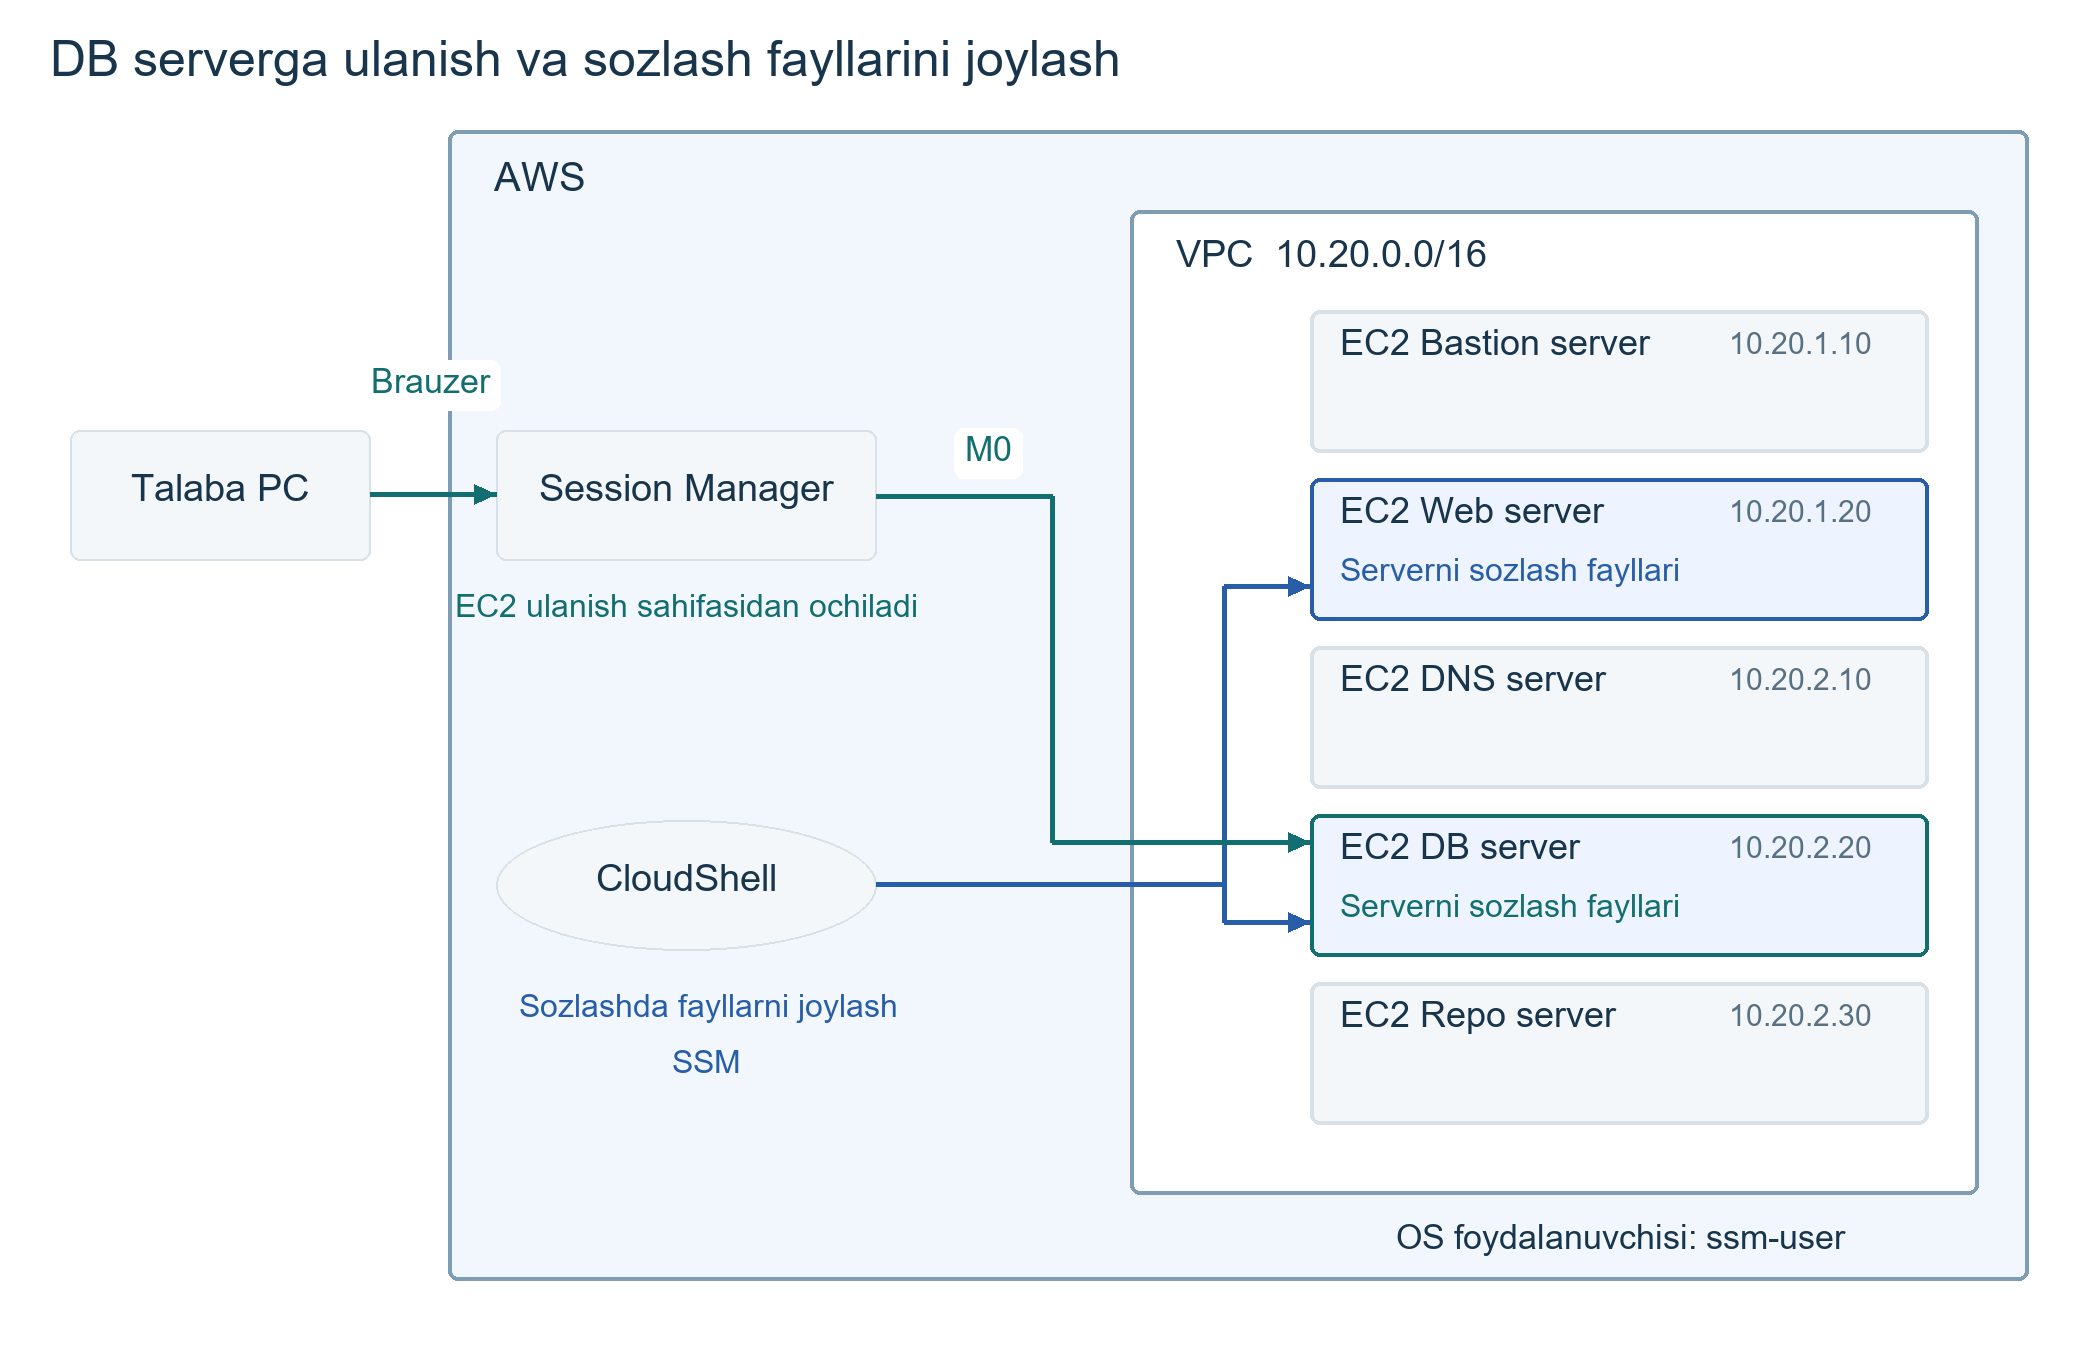 DB serverga ulanish va sozlash fayllarini joylash
AWS
VPC  10.20.0.0/16
EC2 Bastion server 10.20.1.10
Brauzer
Talaba PC
Session Manager
M0
EC2 ulanish sahifasidan ochiladi
EC2 Web server 10.20.1.20
Serverni sozlash fayllari
EC2 DNS server 10.20.2.10
CloudShell
Sozlashda fayllarni joylash
SSM
EC2 DB server 10.20.2.20
Serverni sozlash fayllari
EC2 Repo server 10.20.2.30
OS foydalanuvchisi: ssm-user